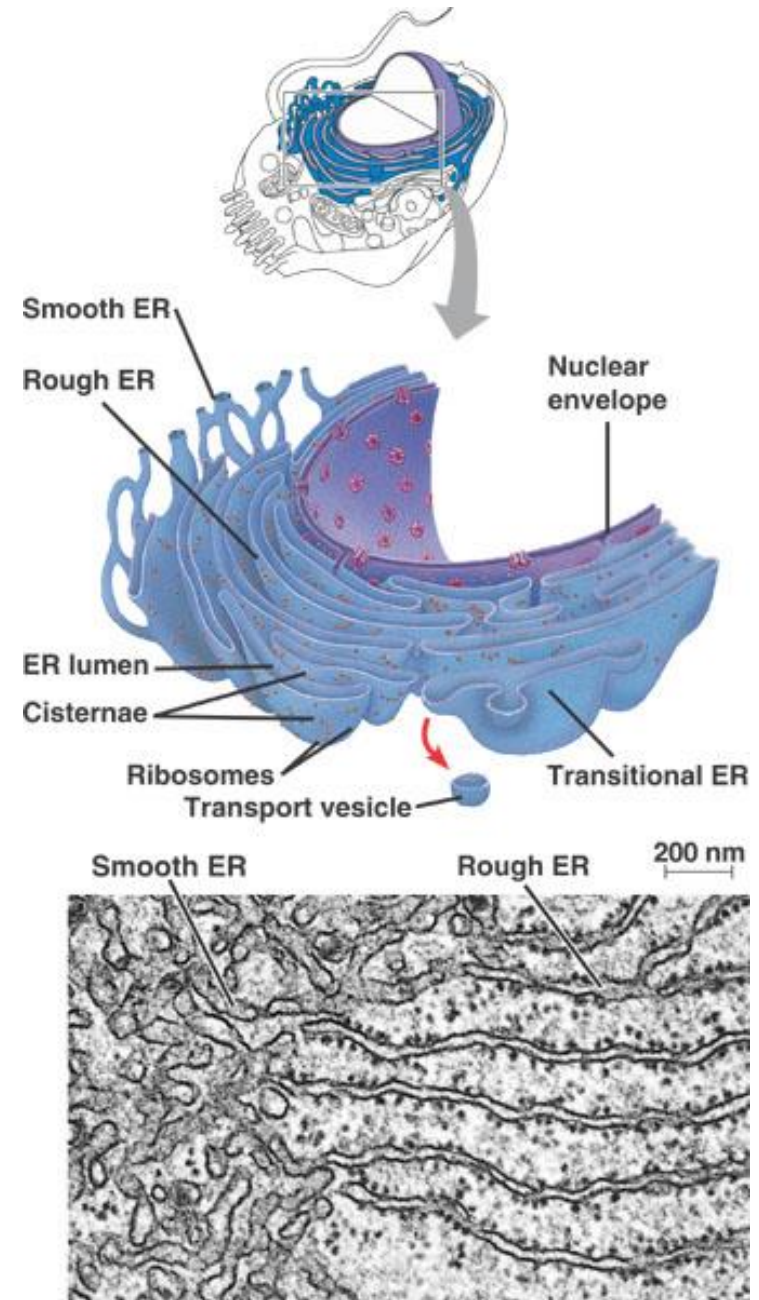 Smooth ER
Rough ER
Nuclear
envelope
ER lumen
Cisternae
Ribosomes
Transport vesicle
Transitional ER
Smooth ER
Rough ER
200 nm